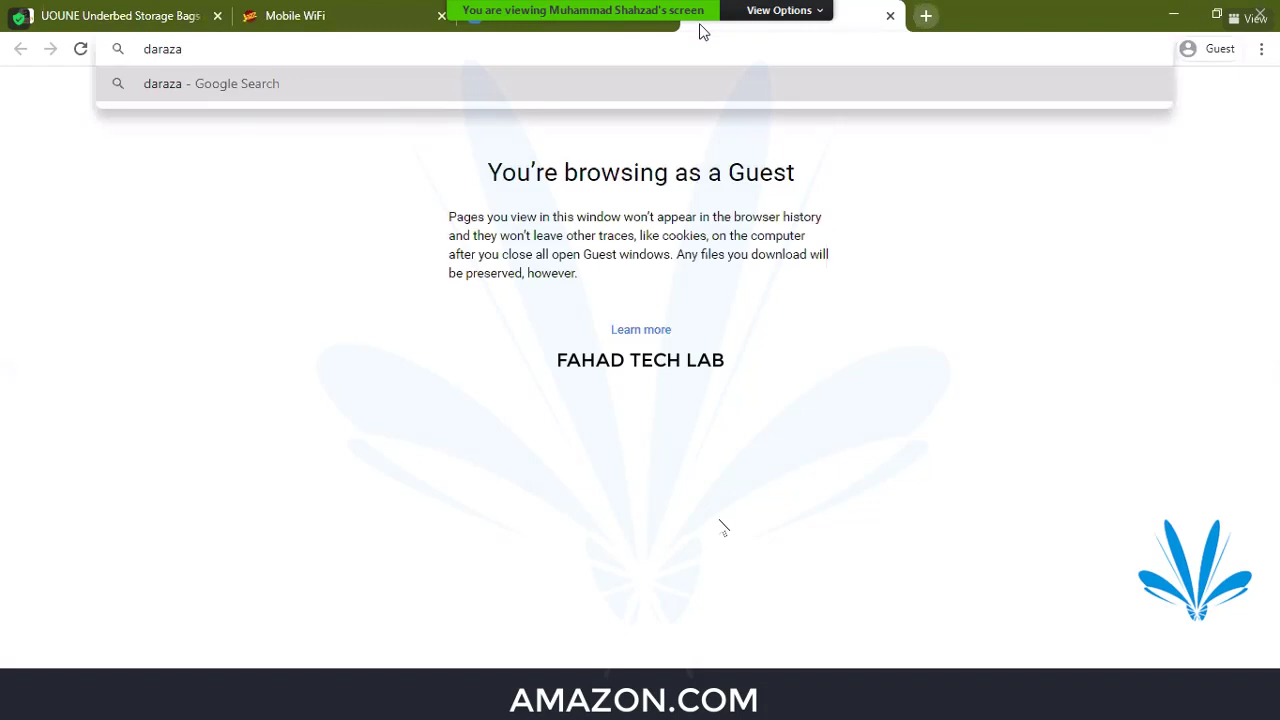 UOUNE Underbed Storage Bags
Mobile WiFi
You are viewing Muhammad Shahzad's screen
View Options
View
daraza
Guest
daraza - Google Search
You're browsing as a Guest
Pages you view in this window won't appear in the browser history
and they won't leave other traces, like cookies, on the computer
after you close all open Guest windows. Any files you download will
be preserved, however.
Learn more
FAHAD TECH LAB
AMAZON.COM